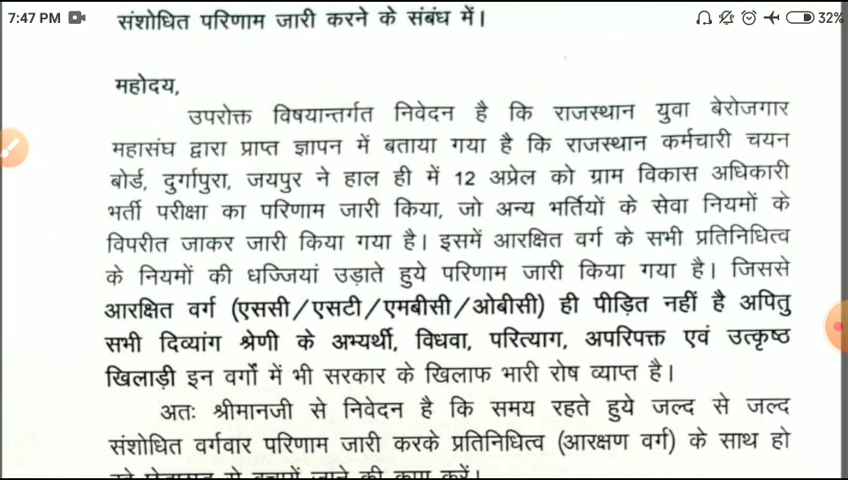 7:47 PM
32%
संशोधित परिणाम जारी करने के संबंध में।
महोदय,
उपरोक्त विषयान्तर्गत निवेदन है कि राजस्थान युवा बेरोजगार
महासंघ द्वारा प्राप्त ज्ञापन में बताया गया है कि राजस्थान कर्मचारी चयन
बोर्ड, दुर्गापुरा, जयपुर ने हाल ही में 12 अप्रेल को ग्राम विकास अधिकारी
भर्ती परीक्षा का परिणाम जारी किया, जो अन्य भर्तियों के सेवा नियमों के
विपरीत जाकर जारी किया गया है। इसमें आरक्षित वर्ग के सभी प्रतिनिधित्व
के नियमों की धज्जियां उड़ाते हुये परिणाम जारी किया गया है। जिससे
आरक्षित वर्ग (एससी/एसटी/एमबीसी/ओबीसी) ही पीड़ित नहीं है अपितु
सभी दिव्यांग श्रेणी के अभ्यर्थी, विधवा, परित्याग, अपरिपक्त एवं उत्कृष्ठ
खिलाड़ी इन वर्गों में भी सरकार के खिलाफ भारी रोष व्याप्त है।
अतः श्रीमानजी से निवेदन है कि समय रहते हुये जल्द से जल्द
संशोधित वर्गवार परिणाम जारी करके प्रतिनिधित्व (आरक्षण वर्ग) के साथ हो
की करें।